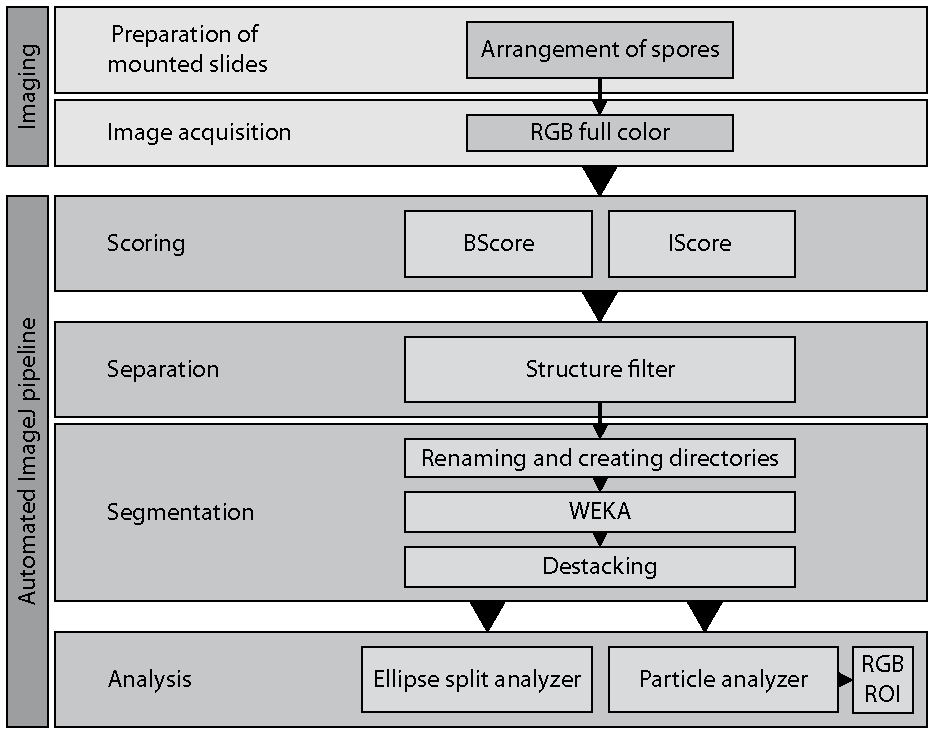 Imaging
Preparation of
mounted slides
Arrangement of spores
Image acquisition
RGB full color
Automated ImageJ pipeline
Scoring
BScore
IScore
Separation
Structure filter
Segmentation
Renaming and creating directories
WEKA
Destacking
Analysis
Ellipse split analyzer
Particle analyzer
RGB
ROI